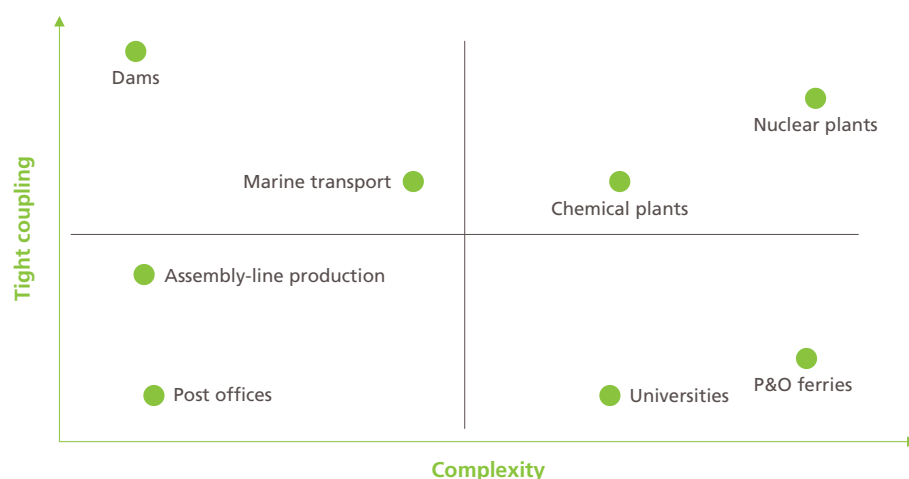 Dams
Nuclear plants
Marine transport
Chemical plants
Tight coupling
Assembly-line production
P&O ferries
Post offices
Universities
Complexity